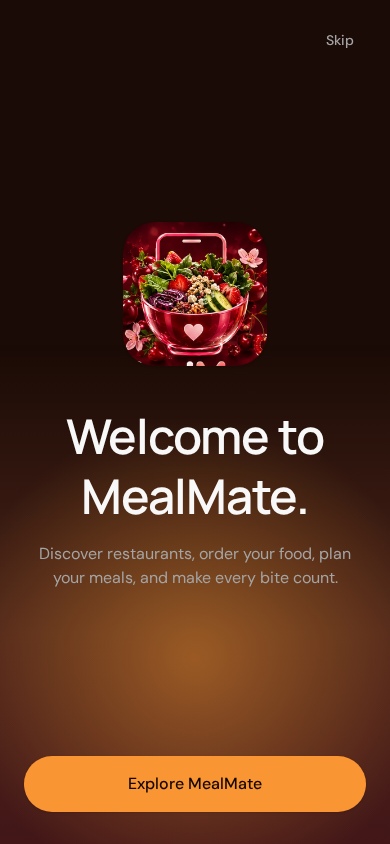 Skip
Welcome to
MealMate.
Discover restaurants, order your food, plan
your meals, and make every bite count.
Explore MealMate